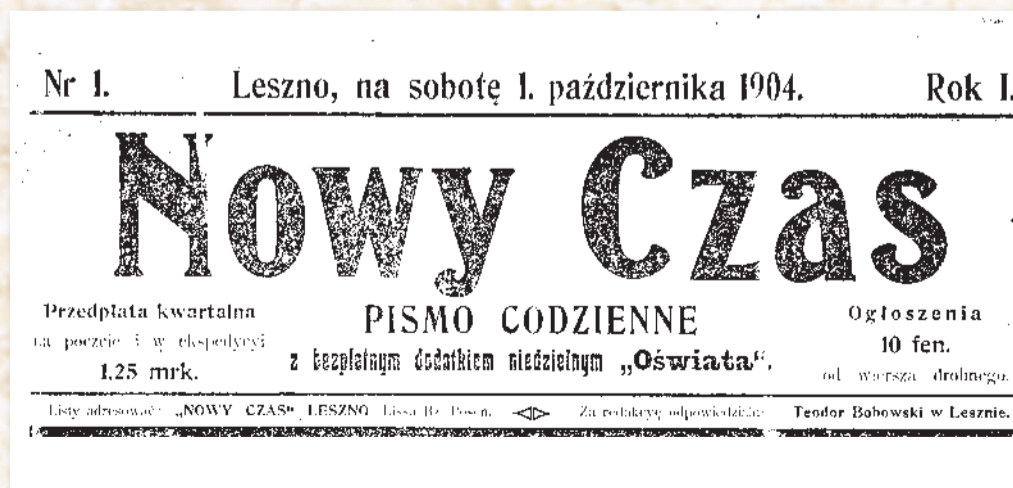 Nr 1.
Leszno, na sobotę 1. października 1904.
Rok I.
Nowy Czas
Przedpłata kwartalna
na poczcie i w ekspedycyi
1,25 mrk.
PISMO CODZIENNE
z bezpłatnym dodatkiem niedzielnym „Oświata“.
Ogłoszenia
10 fen.
od wiersza drobnego.
Listy adresować: „NOWY CZAS“ LESZNO Lissa Bz. Posen.
Za redakcyę odpowiedzialny
Teodor Bobowski w Lesznie.